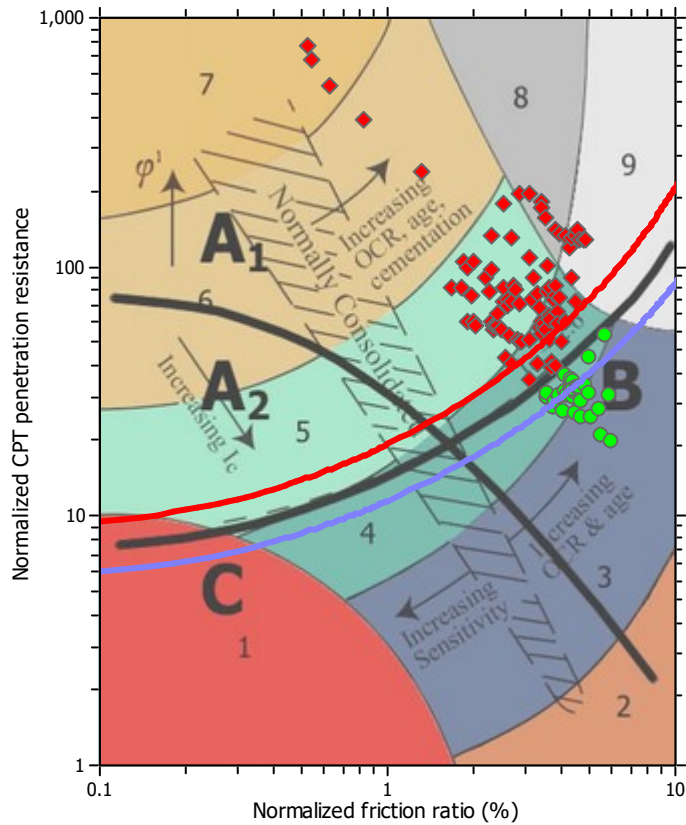 Normalized CPT penetration resistance
1,000
100
10
1
0.1
1
10
Normalized friction ratio (%)
7
8
9
φ¹
A1
Normally Consolidated
Increasing
OCR, age,
cementation
6
A2
Increasing Ic
5
B
4
Increasing
OCR & age
C
3
Increasing
Sensitivity
1
2